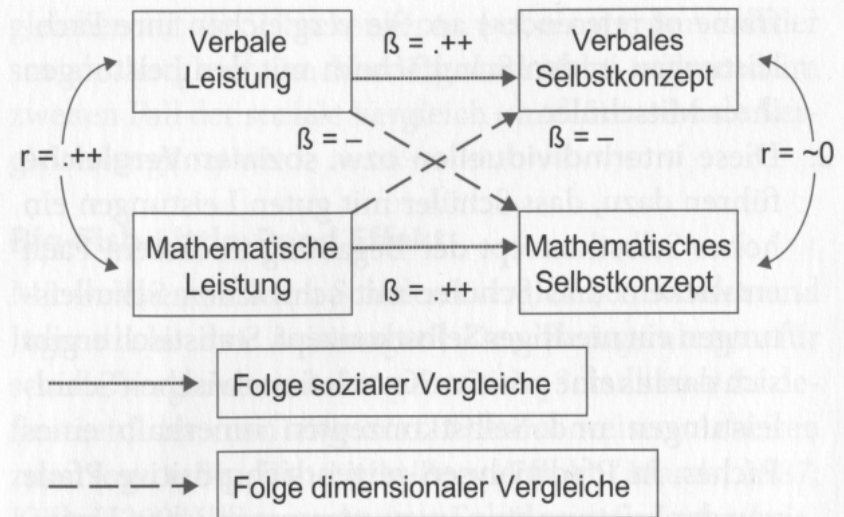 Verbale
Leistung
ß = .++
Verbales
Selbstkonzept
r = .++
ß = –
ß = –
r = ~0
Mathematische
Leistung
ß = .++
Mathematisches
Selbstkonzept
Folge sozialer Vergleiche
Folge dimensionaler Vergleiche